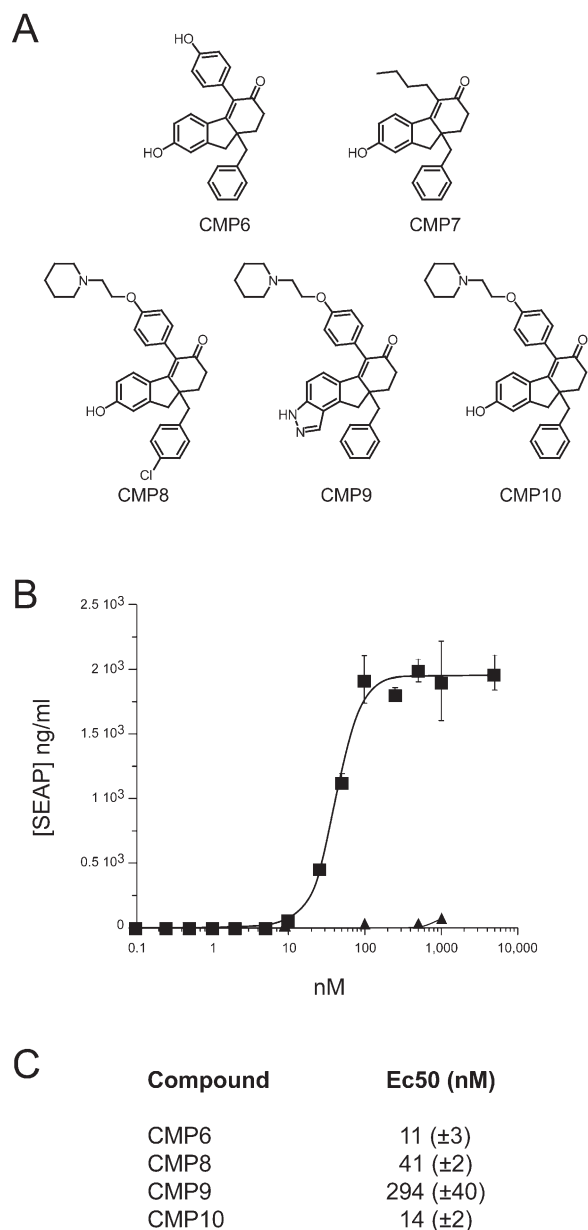 A
HO
O
HO
CMP6
O
HO
CMP7
N
O
O
HO
Cl
CMP8
N
O
O
HN
N
CMP9
N
O
O
HO
CMP10
B
2.5 10³
2 10³
1.5 10³
1 10³
0.5 10³
0
[SEAP] ng/ml
0.1 1 10 100 1,000 10,000
nM
C
Compound Ec50 (nM)
CMP6 11 (±3)
CMP8 41 (±2)
CMP9 294 (±40)
CMP10 14 (±2)